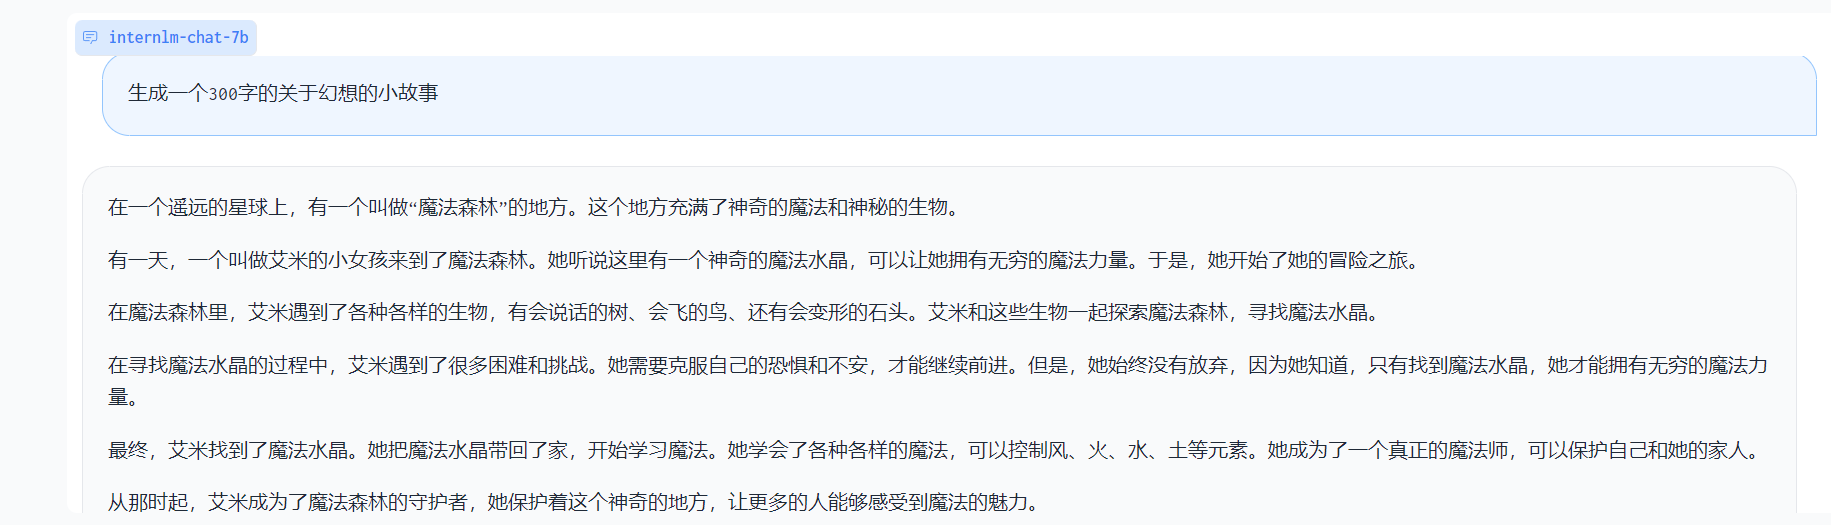 internlm-chat-7b
生成一个300字的关于幻想的小故事
在一个遥远的星球上，有一个叫做“魔法森林”的地方。这个地方充满了神奇的魔法和神秘的生物。
有一天，一个叫做艾米的小女孩来到了魔法森林。她听说这里有一个神奇的魔法水晶，可以让她拥有无穷的魔法力量。于是，她开始了她的冒险之旅。
在魔法森林里，艾米遇到了各种各样的生物，有会说话的树、会飞的鸟、还有会变形的石头。艾米和这些生物一起探索魔法森林，寻找魔法水晶。
在寻找魔法水晶的过程中，艾米遇到了很多困难和挑战。她需要克服自己的恐惧和不安，才能继续前进。但是，她始终没有放弃，因为她知道，只有找到魔法水晶，她才能拥有无穷的魔法力
量。
最终，艾米找到了魔法水晶。她把魔法水晶带回了家，开始学习魔法。她学会了各种各样的魔法，可以控制风、火、水、土等元素。她成为了一个真正的魔法师，可以保护自己和她的家人。
从那时起，艾米成为了魔法森林的守护者，她保护着这个神奇的地方，让更多的人能够感受到魔法的魅力。